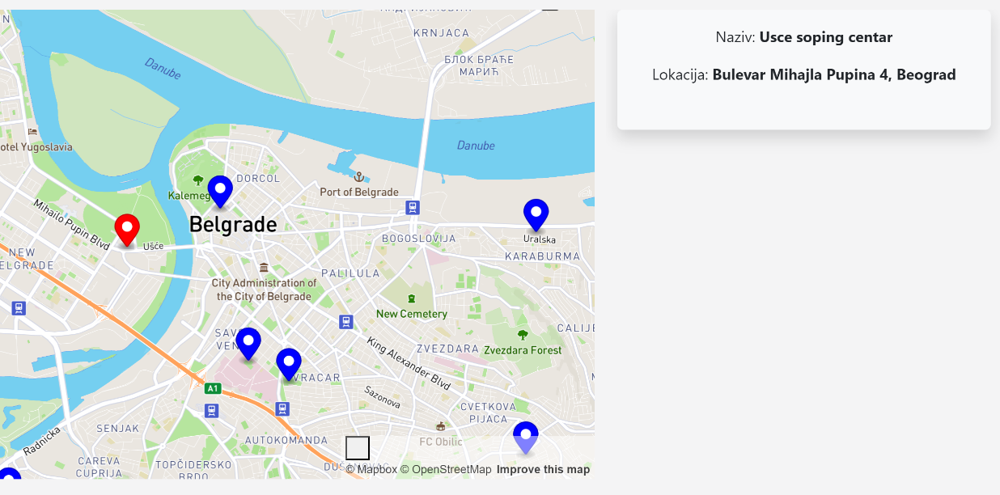 KRNJACA
БЛОК БРАЋЕ
МАРИЋ
Danube
Danube
otel Yugoslavia
DORCOL
Kalemeg
Port of Belgrade
Belgrade
Mihailo Pupin Blvd
Ušće
Uralska
BOGOSLOVIJA
KARABURMA
NEW
ELGRADE
PALILULA
City Administration of
the City of Belgrade
New Cemetery
CALIJE
SAV
VEN
King Alexander Blvd
ZVEZDARA
Zvezdara Forest
VRACAR
A1
Sazonova
CVETKOVA
PIJACA
SENJAK
Radnicka
AUTOKOMANDA
FC Obilic
CAREVA
CUPRIJA
TOPČIDERSKO
BRDO
DUŠANOVAC
© Mapbox © OpenStreetMap Improve this map
Naziv: Usce soping centar
Lokacija: Bulevar Mihajla Pupina 4, Beograd